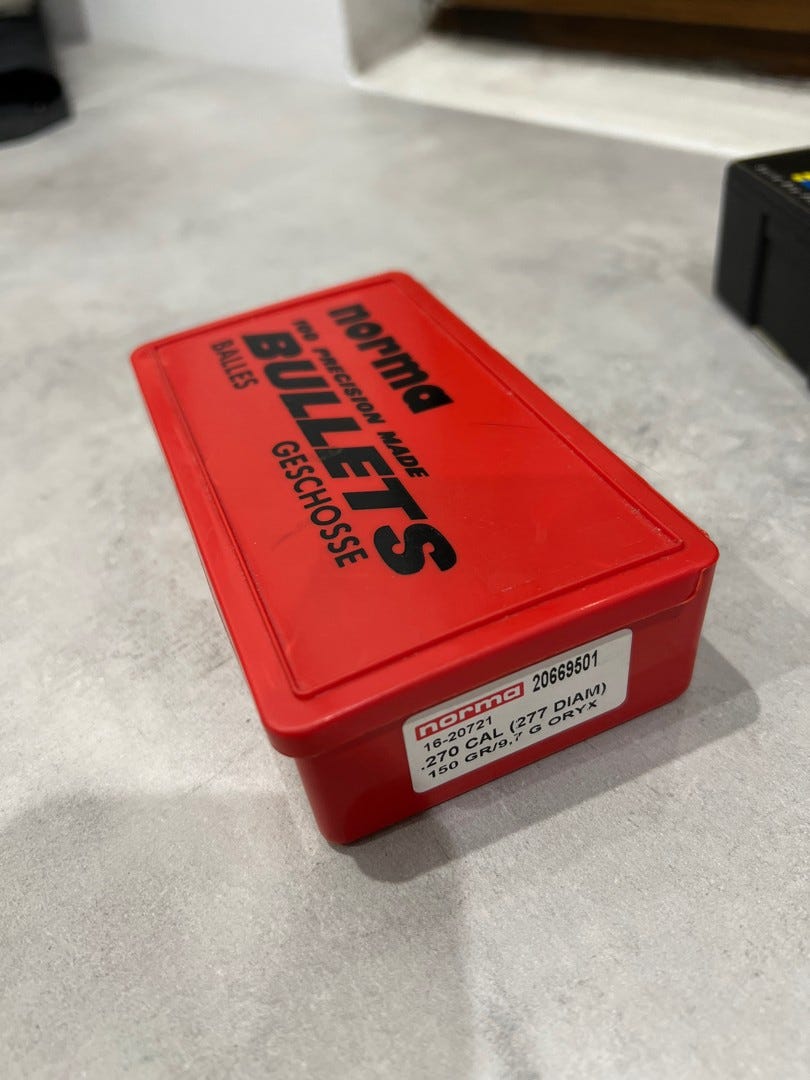 norma
100 PRECISION MADE
BULLETS
BALLES
GESCHOSSE
norma 20669501
16-20721
.270 CAL (277 DIAM)
150 GR/9,7 G ORYX